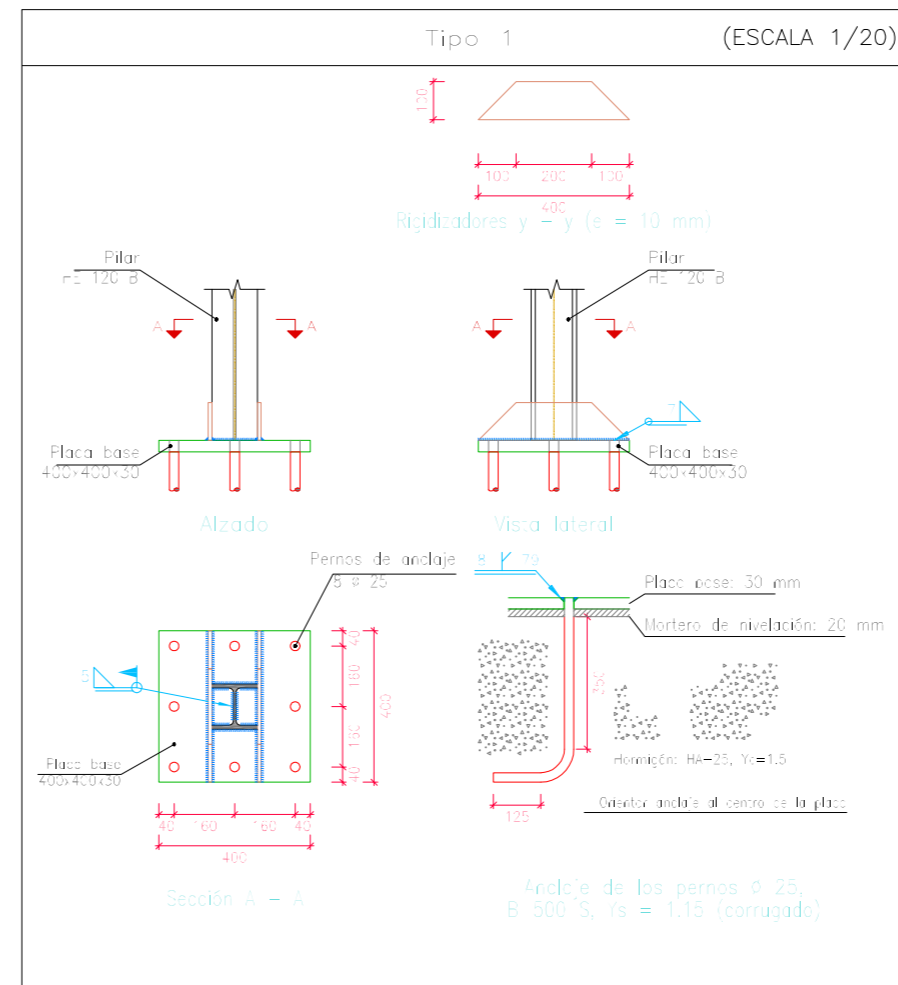 Tipo 1
(ESCALA 1/20)
100
100
200
100
400
Rigidizadores y - y (e = 10 mm)
Pilar
HE 120 B
Pilar
HE 120 B
A
A
A
A
7
Placa base
400x400x30
Placa base
400x400x30
Alzado
Vista lateral
Pernos de anclaje
8 ø 25
8
79
Placa base: 30 mm
Mortero de nivelación: 20 mm
40
160
400
160
40
350
Placa base
400x400x30
Hormigón: HA-25, Yc=1.5
40
160
160
40
400
125
Orientar anclaje al centro de la placa
Sección A - A
Anclaje de los pernos ø 25,
B 500 S, Ys = 1.15 (corrugado)